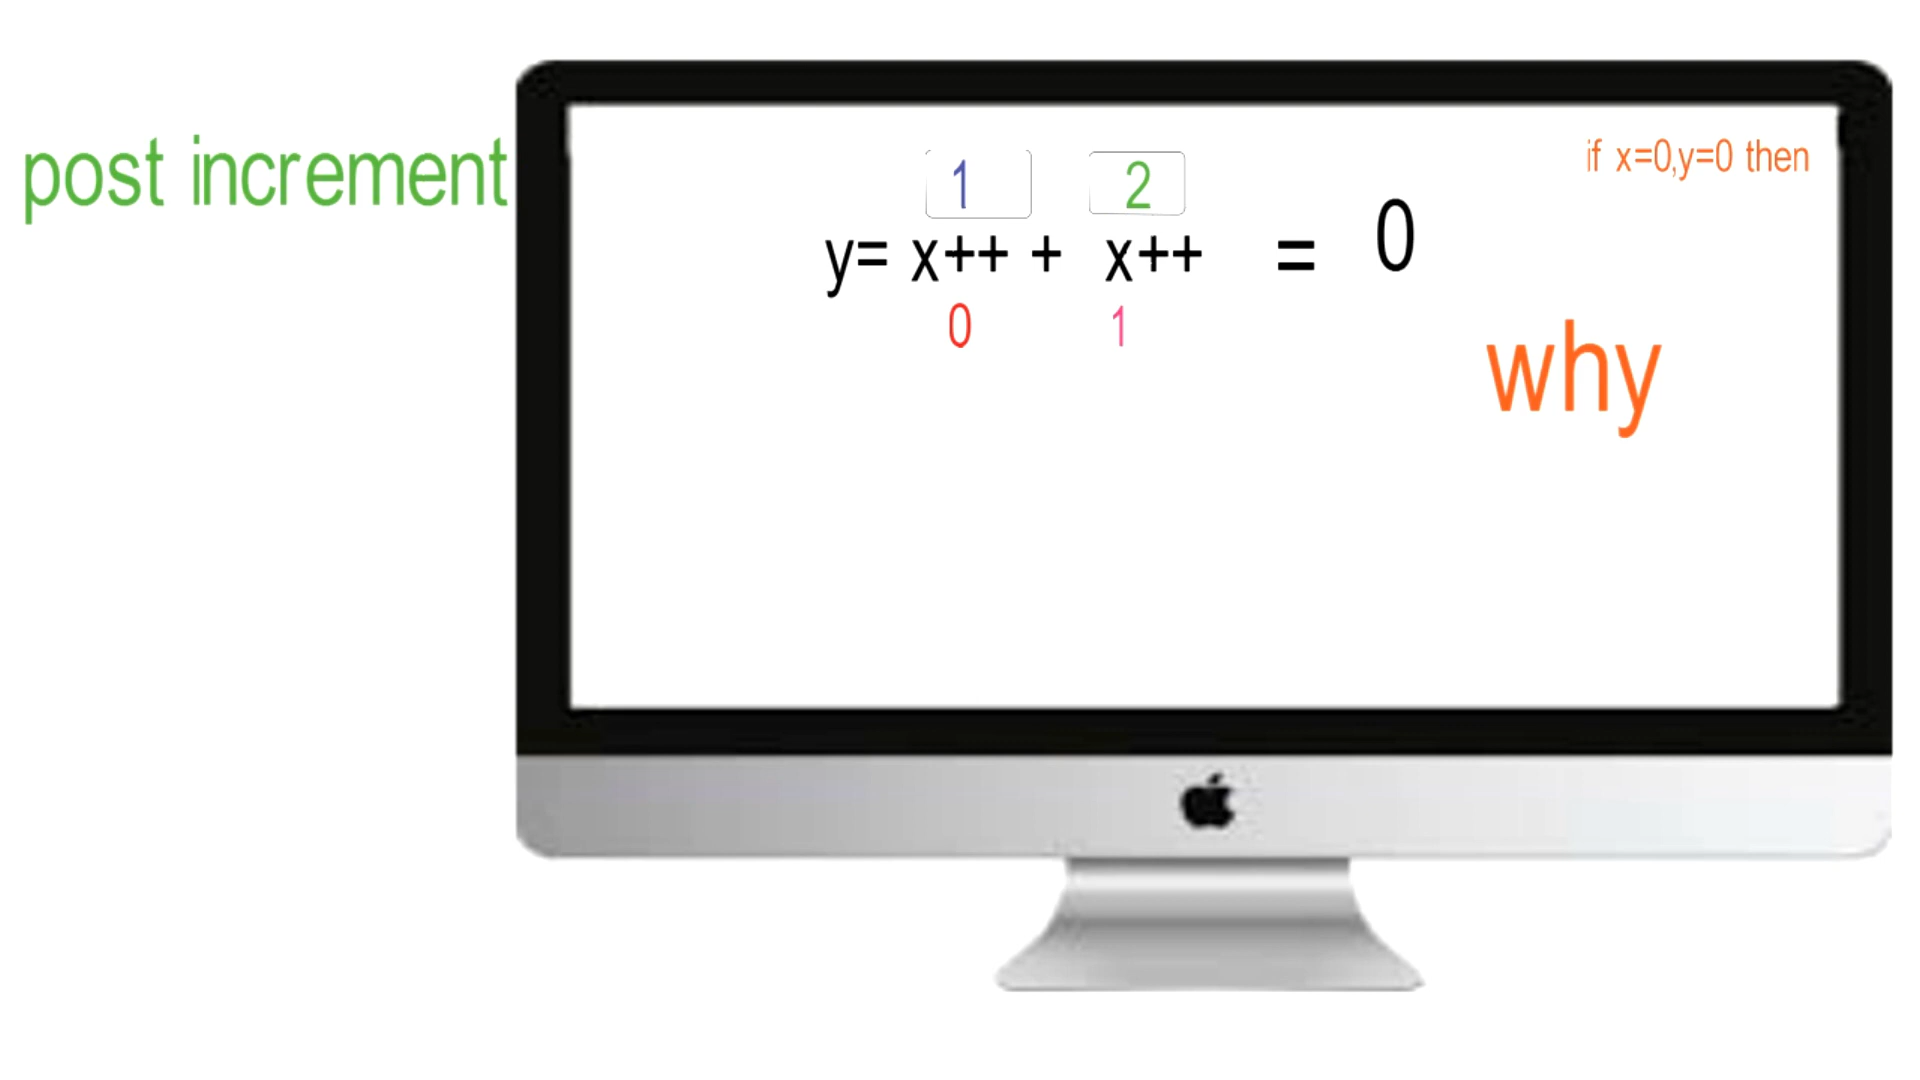 post increment
if x=0,y=0 then
1 2
y= x++ + x++ = 0
0 1
why